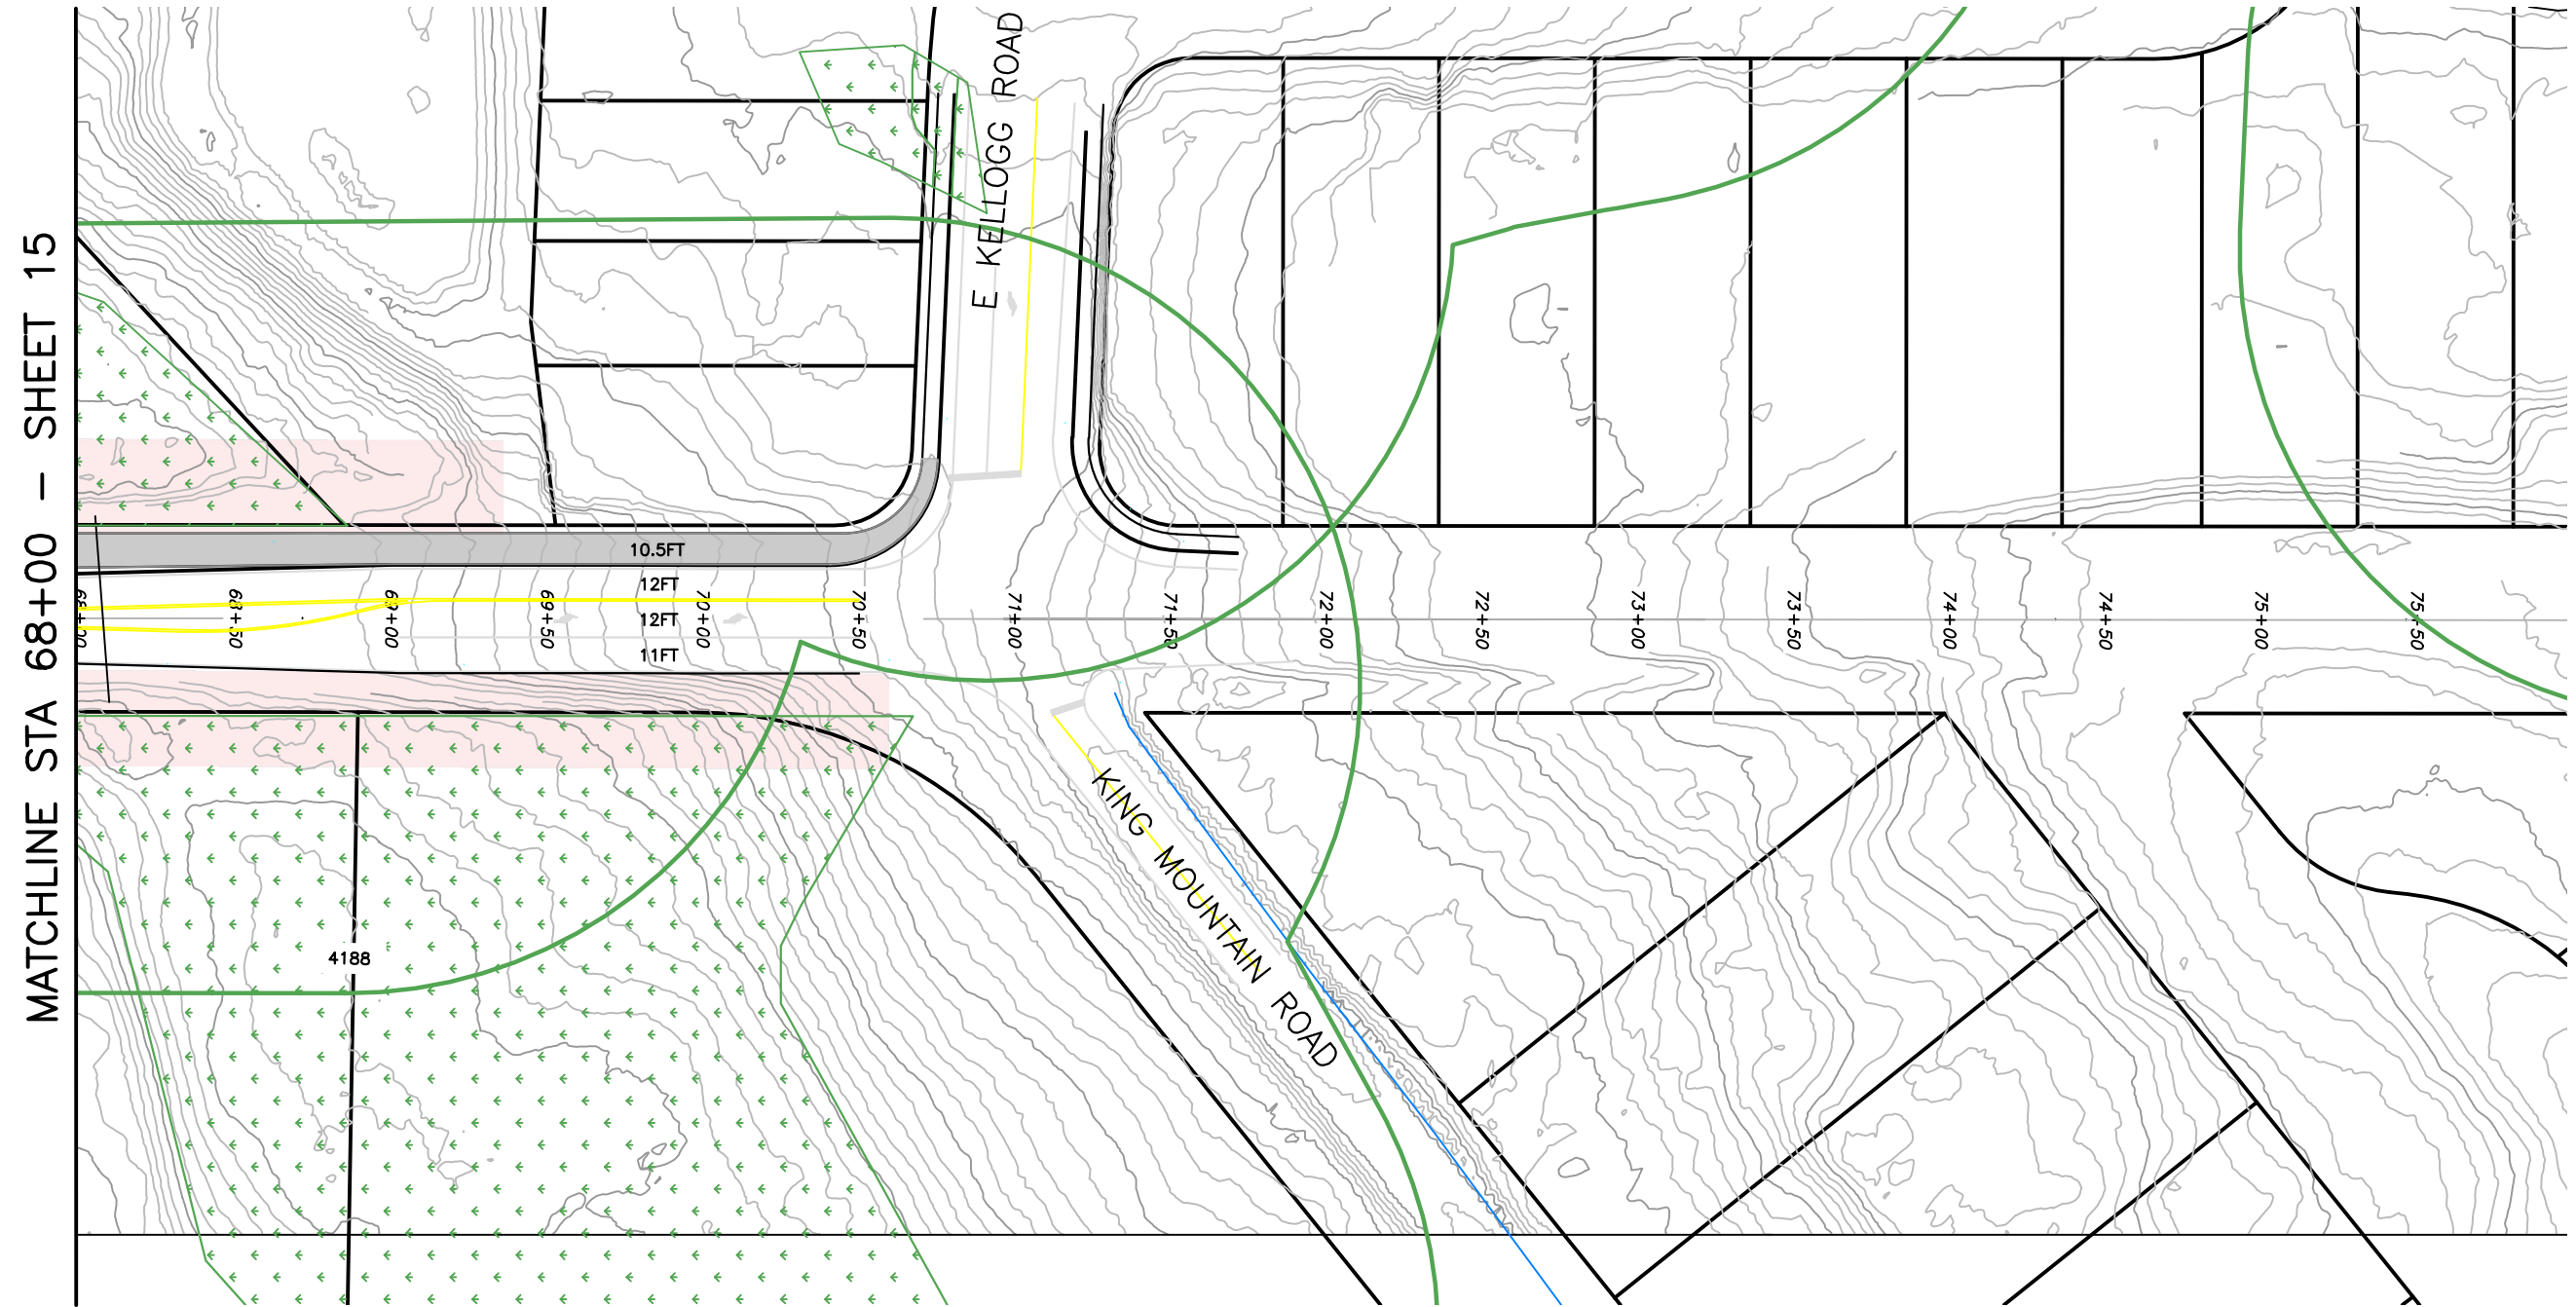 MATCHLINE STA 68+00 – SHEET 15
E KELLOGG ROAD
10.5FT
12FT
12FT
11FT
68+00
68+50
69+00
69+50
70+00
70+50
71+00
71+50
72+00
72+50
73+00
73+50
74+00
74+50
75+00
75+50
KING MOUNTAIN ROAD
4188